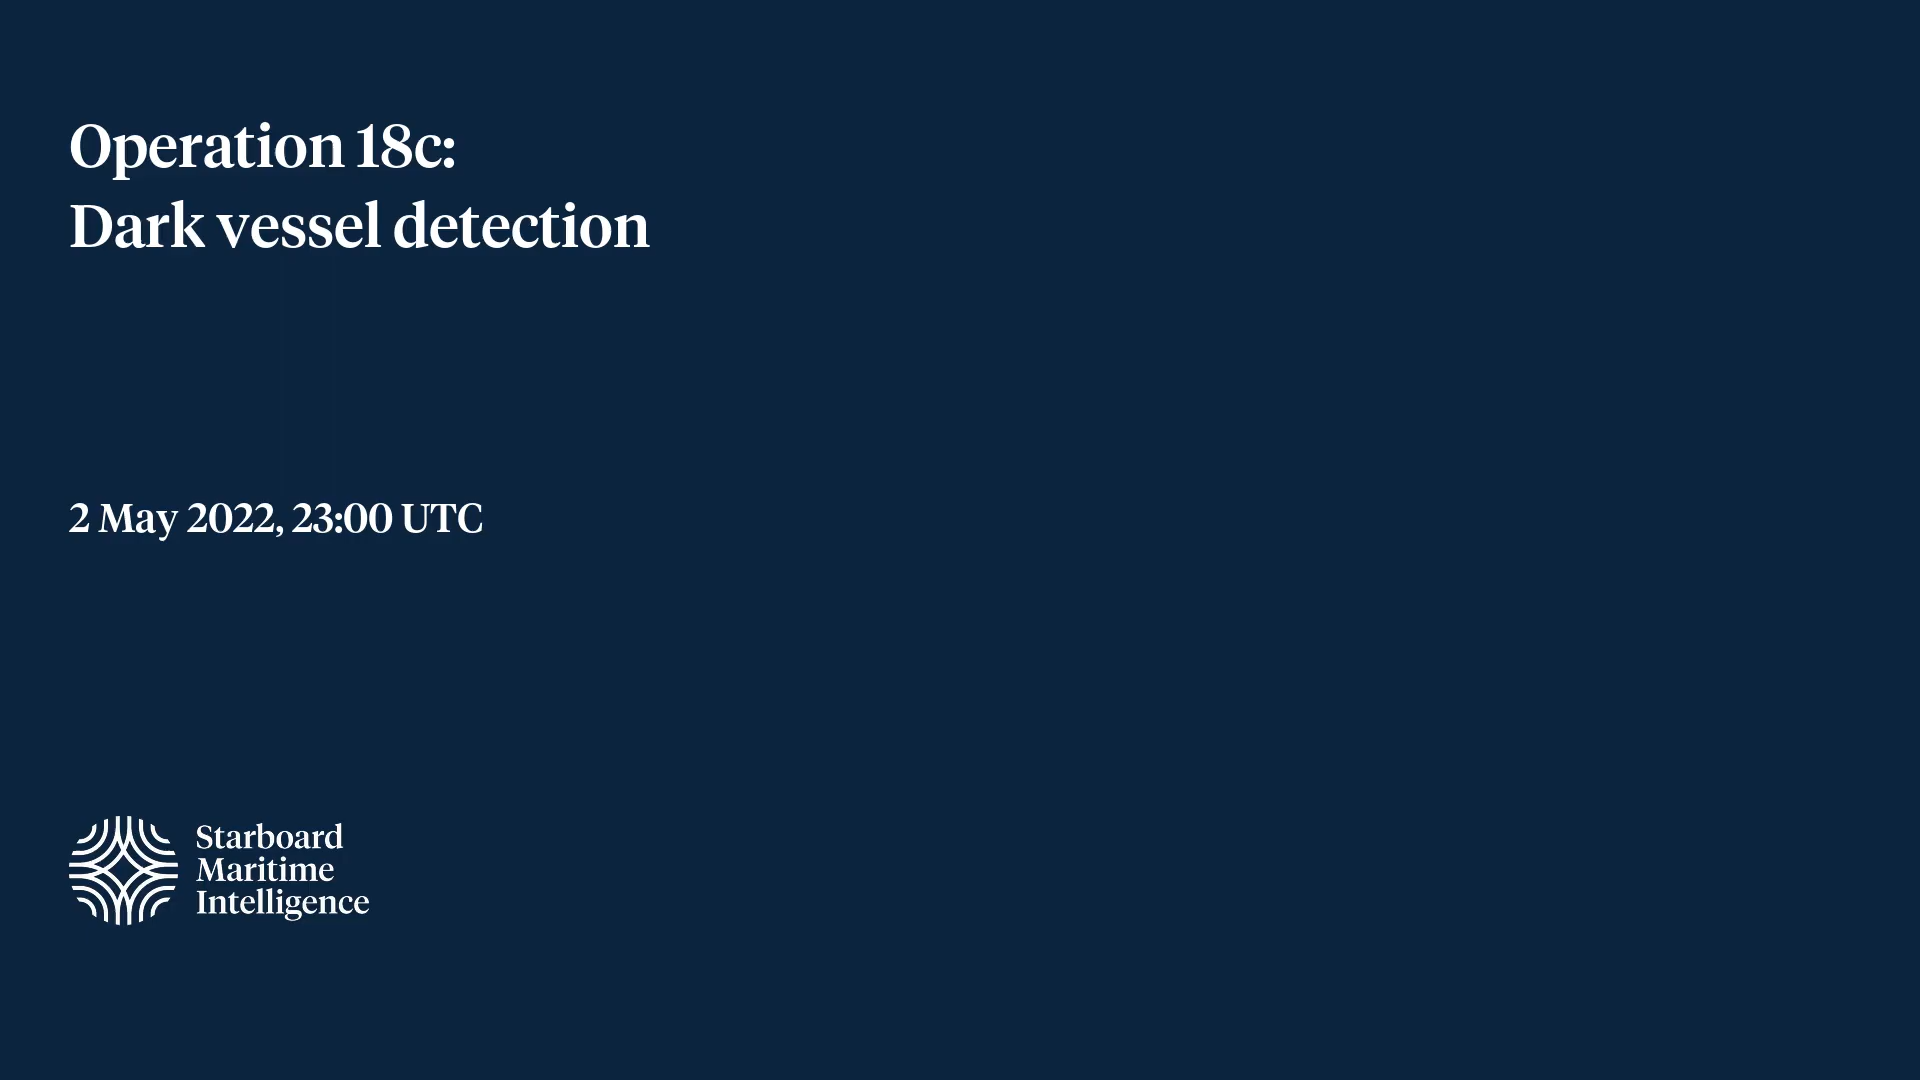 Operation 18c:
Dark vessel detection
2 May 2022, 23:00 UTC
Starboard
Maritime
Intelligence